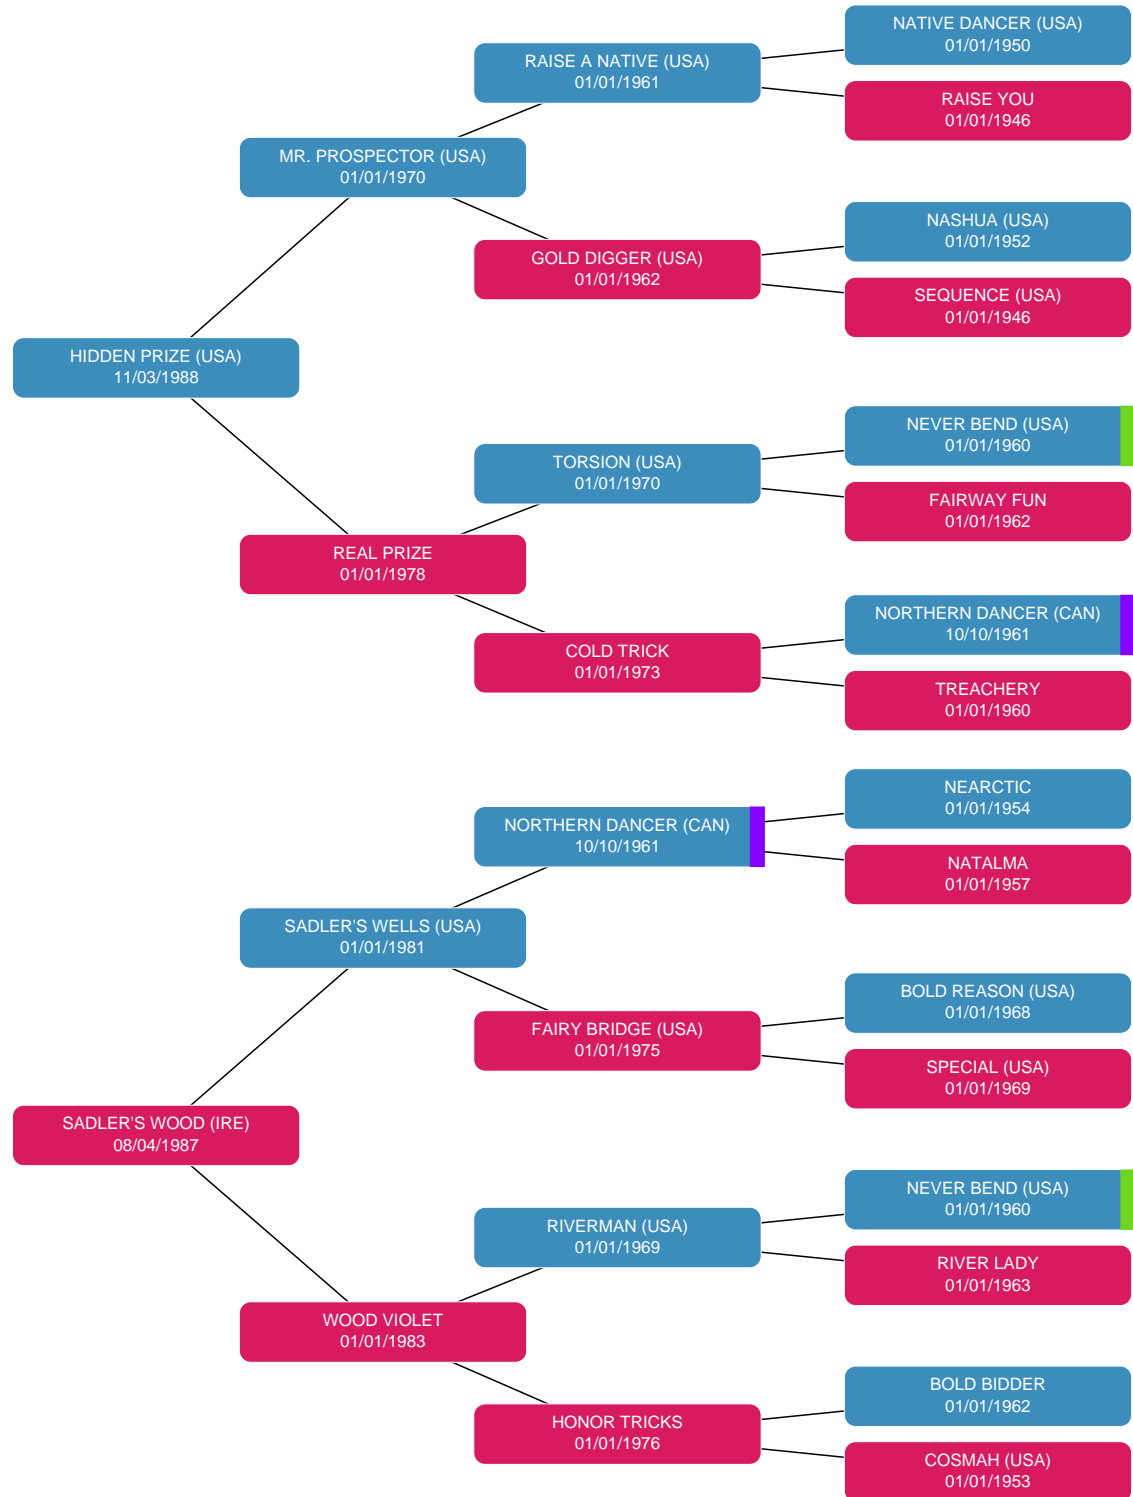 NATIVE DANCER (USA)
01/01/1950
RAISE A NATIVE (USA)
01/01/1961
RAISE YOU
01/01/1946
MR. PROSPECTOR (USA)
01/01/1970
NASHUA (USA)
01/01/1952
GOLD DIGGER (USA)
01/01/1962
SEQUENCE (USA)
01/01/1946
HIDDEN PRIZE (USA)
11/03/1988
NEVER BEND (USA)
01/01/1960
TORSION (USA)
01/01/1970
FAIRWAY FUN
01/01/1962
REAL PRIZE
01/01/1978
NORTHERN DANCER (CAN)
10/10/1961
COLD TRICK
01/01/1973
TREACHERY
01/01/1960
NEARCTIC
01/01/1954
NORTHERN DANCER (CAN)
10/10/1961
NATALMA
01/01/1957
SADLER'S WELLS (USA)
01/01/1981
BOLD REASON (USA)
01/01/1968
FAIRY BRIDGE (USA)
01/01/1975
SPECIAL (USA)
01/01/1969
SADLER'S WOOD (IRE)
08/04/1987
NEVER BEND (USA)
01/01/1960
RIVERMAN (USA)
01/01/1969
RIVER LADY
01/01/1963
WOOD VIOLET
01/01/1983
BOLD BIDDER
01/01/1962
HONOR TRICKS
01/01/1976
COSMAH (USA)
01/01/1953